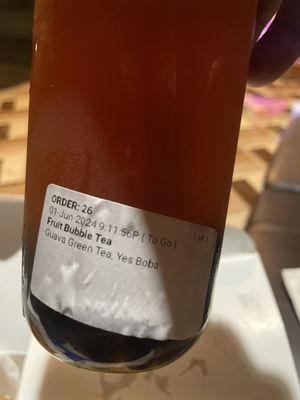 ORDER: 26
01-Jun-2024 9:11:56P ( To Go ) 1 of 1
Fruit Bubble Tea
Guava Green Tea, Yes Boba